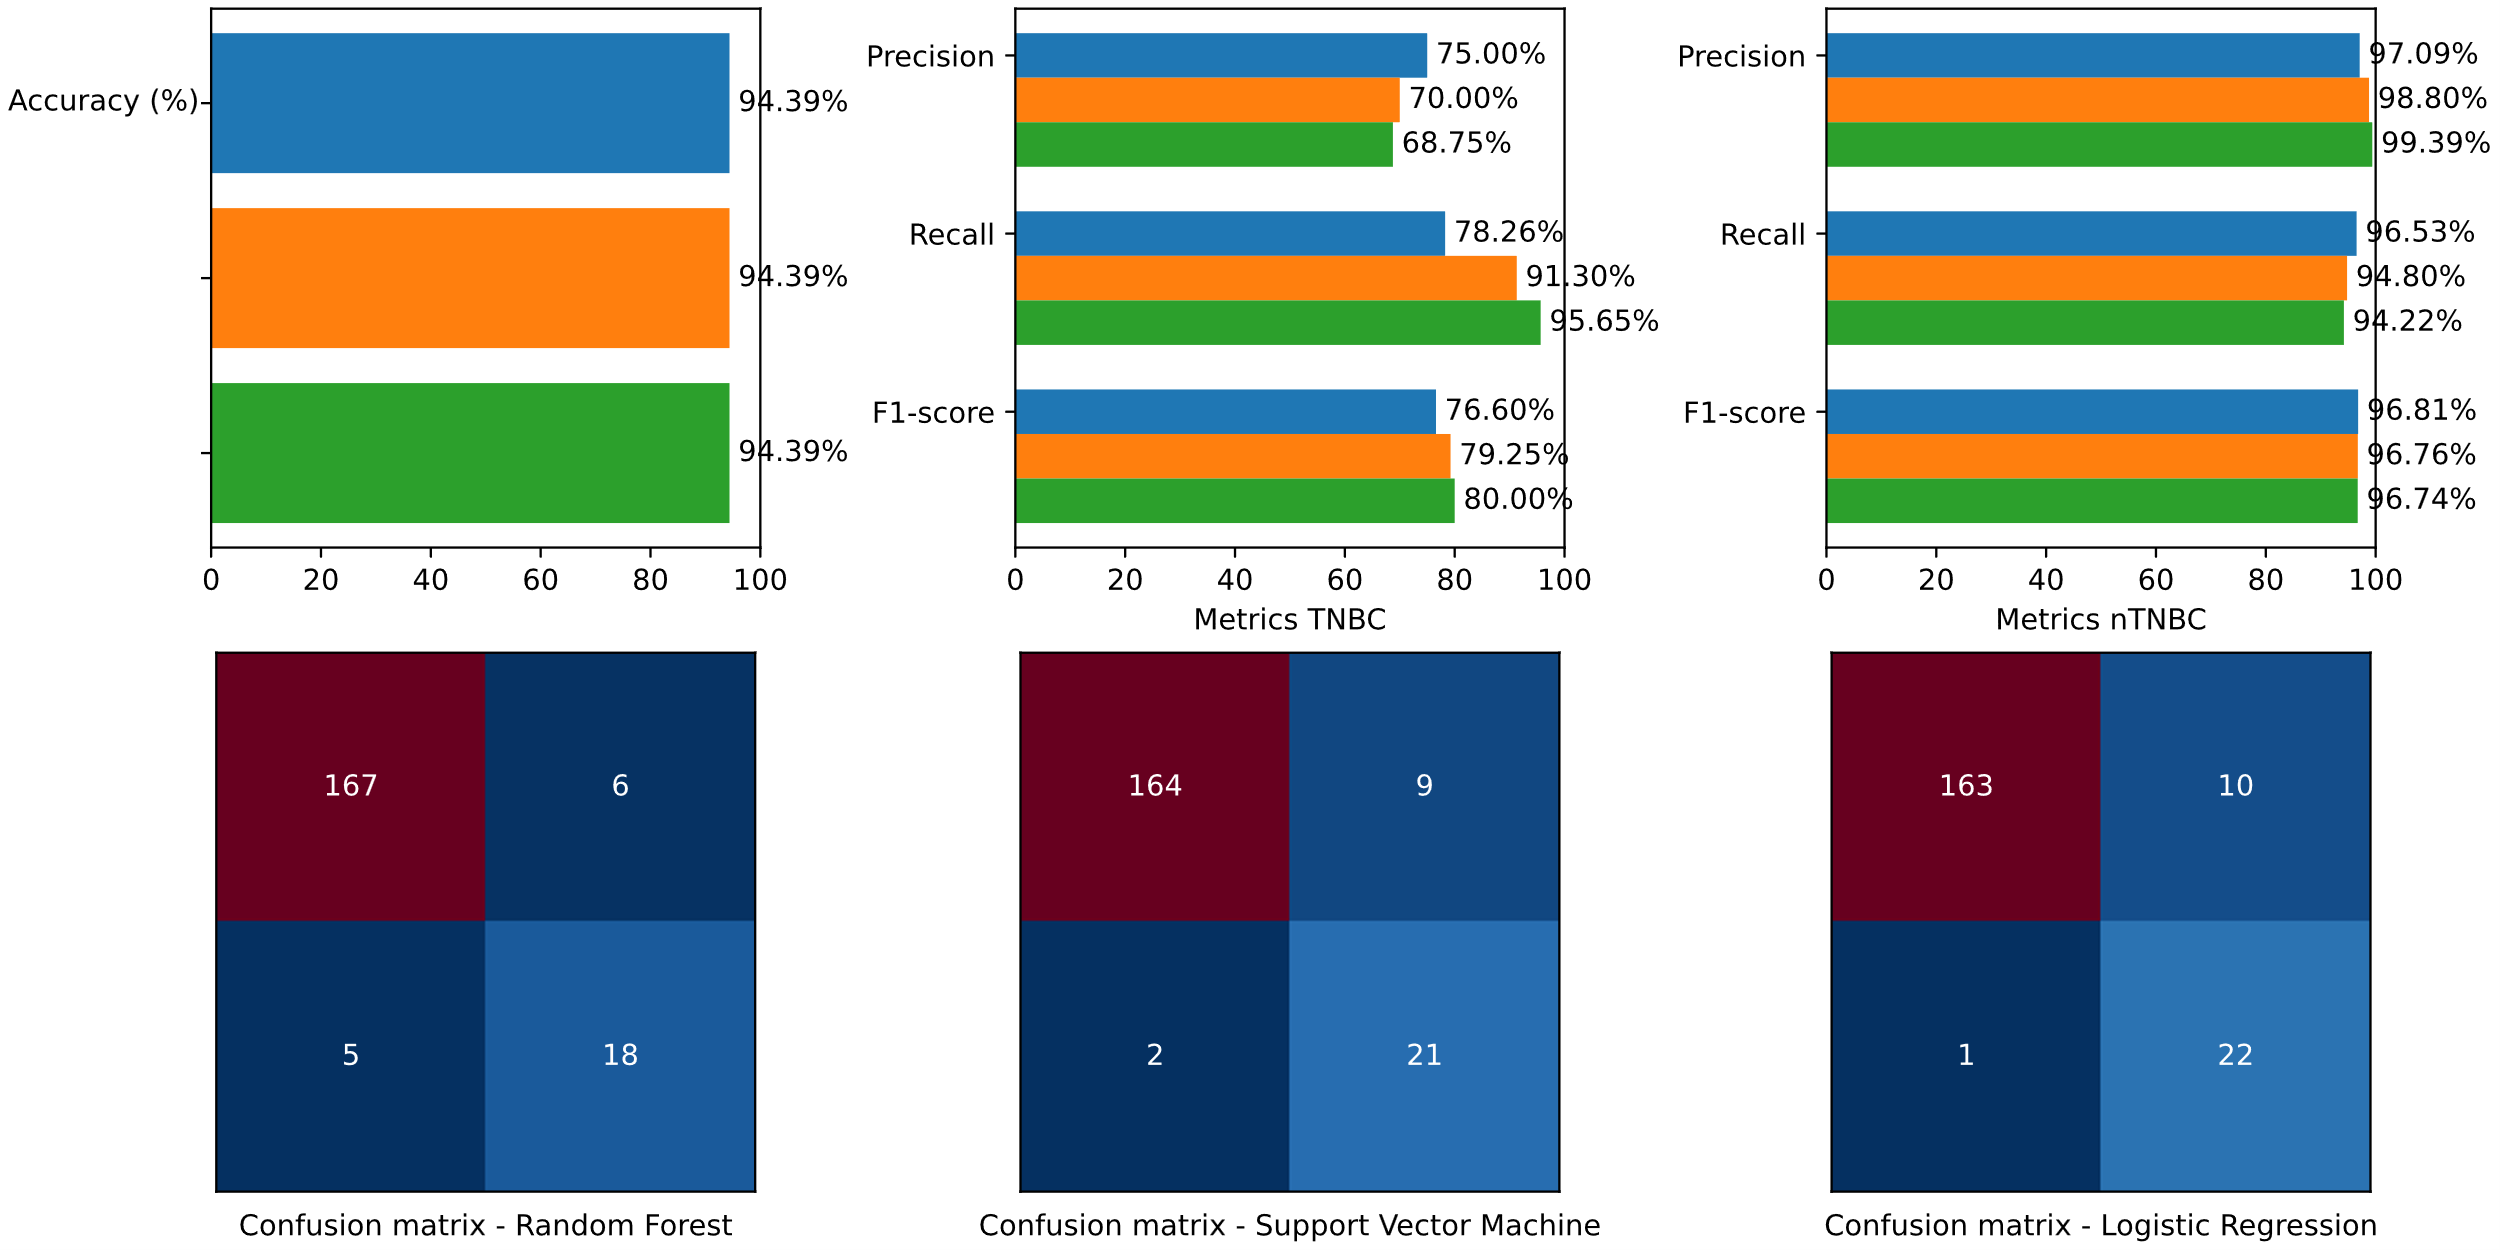 Accuracy (%)
94.39%
94.39%
94.39%
0 20 40 60 80 100
Precision
75.00%
70.00%
68.75%
Recall
78.26%
91.30%
95.65%
F1-score
76.60%
79.25%
80.00%
0 20 40 60 80 100
Metrics TNBC
Precision
97.09%
98.80%
99.39%
Recall
96.53%
94.80%
94.22%
F1-score
96.81%
96.76%
96.74%
0 20 40 60 80 100
Metrics nTNBC
167 6
5 18
Confusion matrix - Random Forest
164 9
2 21
Confusion matrix - Support Vector Machine
163 10
1 22
Confusion matrix - Logistic Regression